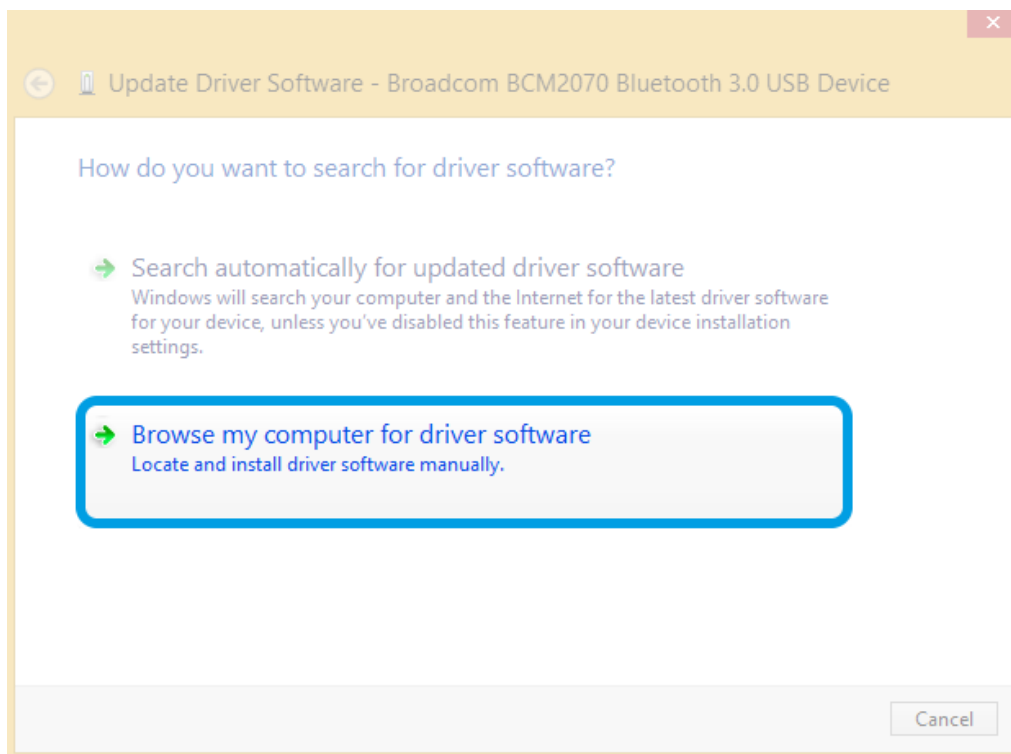 Update Driver Software - Broadcom BCM2070 Bluetooth 3.0 USB Device
How do you want to search for driver software?
Search automatically for updated driver software
Windows will search your computer and the Internet for the latest driver software
for your device, unless you've disabled this feature in your device installation
settings.
Browse my computer for driver software
Locate and install driver software manually.
Cancel